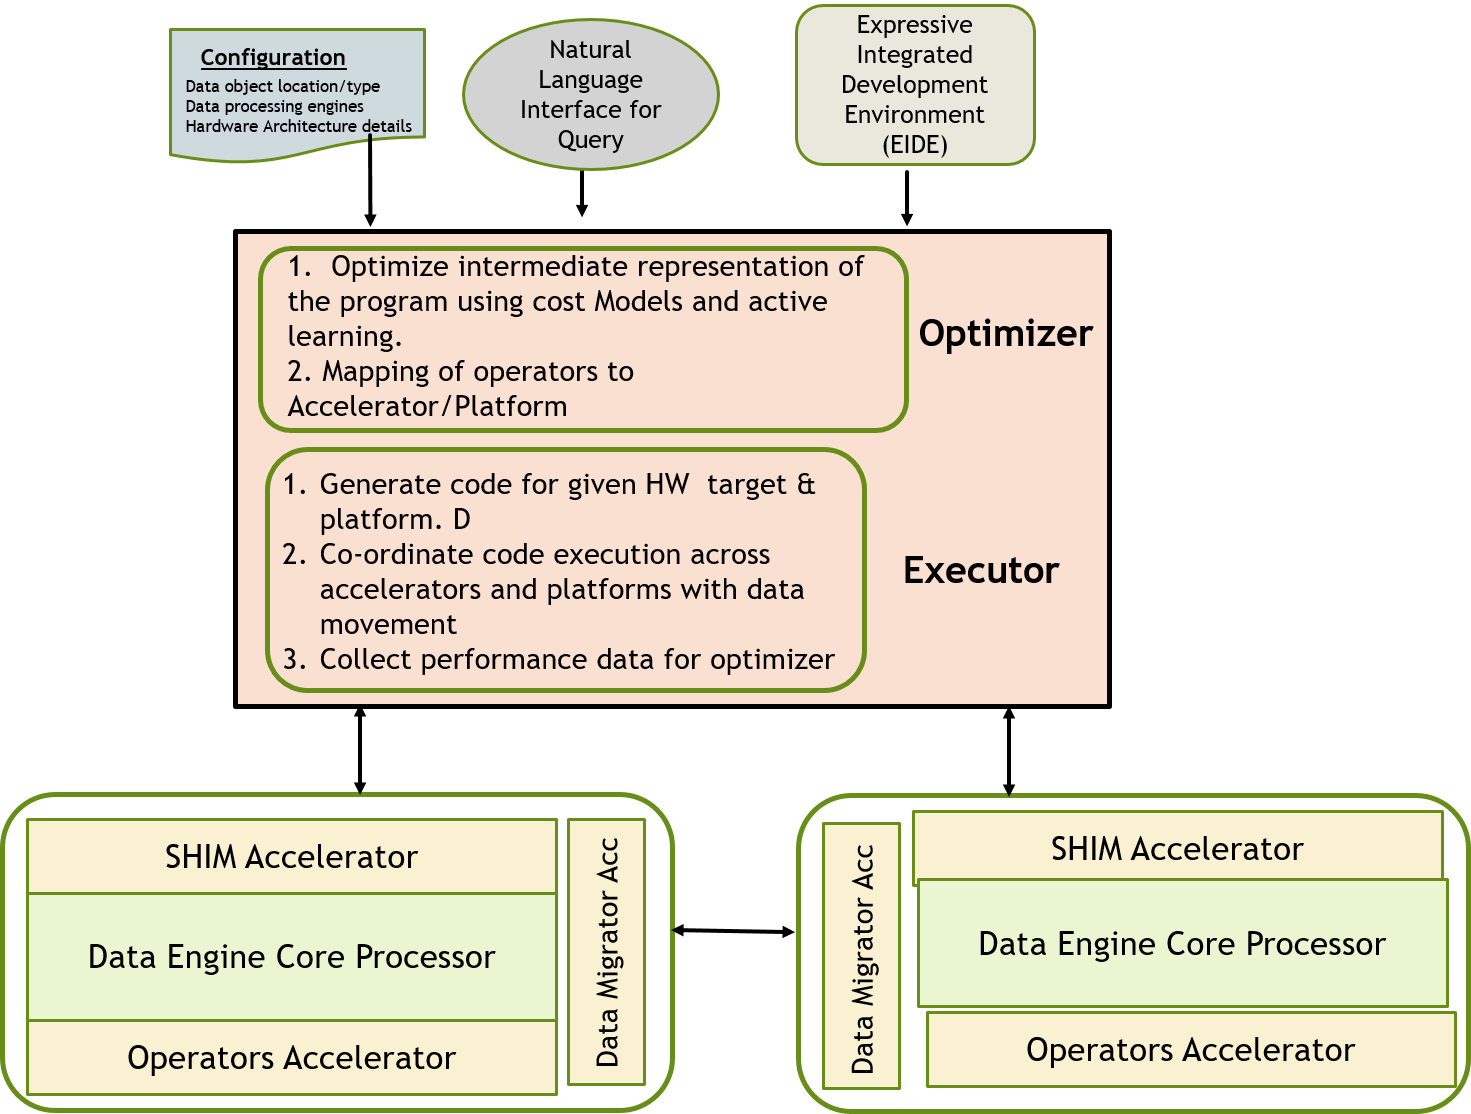 Configuration
Data object location/type
Data processing engines
Hardware Architecture details
Natural
Language
Interface for
Query
Expressive
Integrated
Development
Environment
(EIDE)
1. Optimize intermediate representation of
the program using cost Models and active
learning.
2. Mapping of operators to
Accelerator/Platform
Optimizer
1. Generate code for given HW target &
platform. D
2. Co-ordinate code execution across
accelerators and platforms with data
movement
3. Collect performance data for optimizer
Executor
SHIM Accelerator
Data Engine Core Processor
Operators Accelerator
Data Migrator Acc
Data Migrator Acc
SHIM Accelerator
Data Engine Core Processor
Operators Accelerator